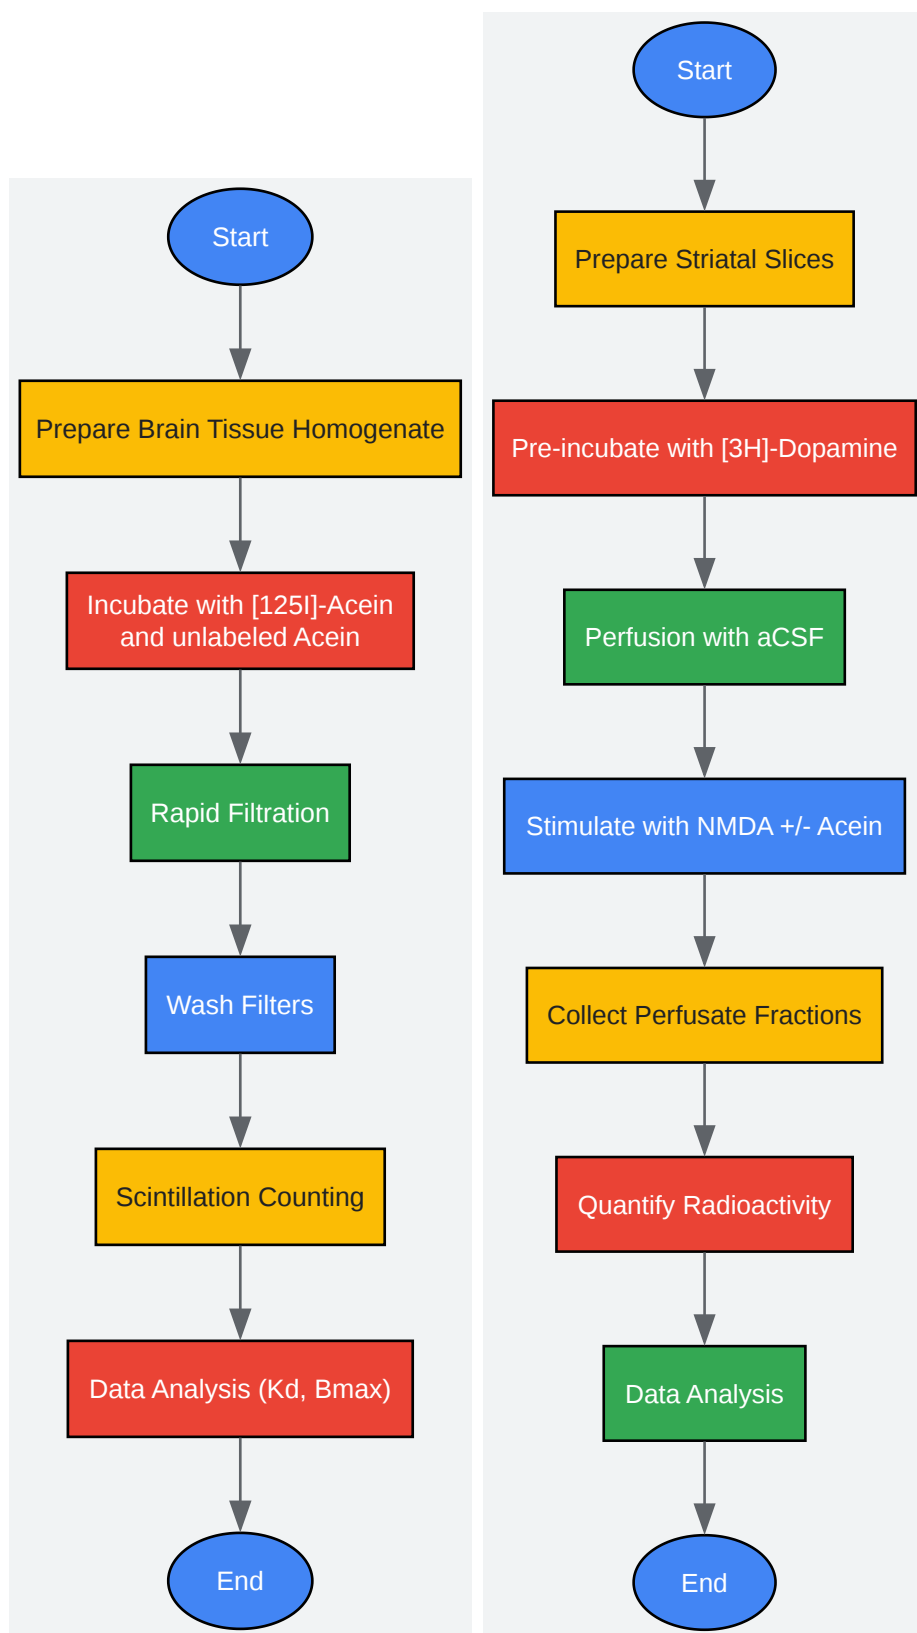 Start
Prepare Brain Tissue Homogenate
Incubate with [125I]-Acein
and unlabeled Acein
Rapid Filtration
Wash Filters
Scintillation Counting
Data Analysis (Kd, Bmax)
End
Start
Prepare Striatal Slices
Pre-incubate with [3H]-Dopamine
Perfusion with aCSF
Stimulate with NMDA +/- Acein
Collect Perfusate Fractions
Quantify Radioactivity
Data Analysis
End